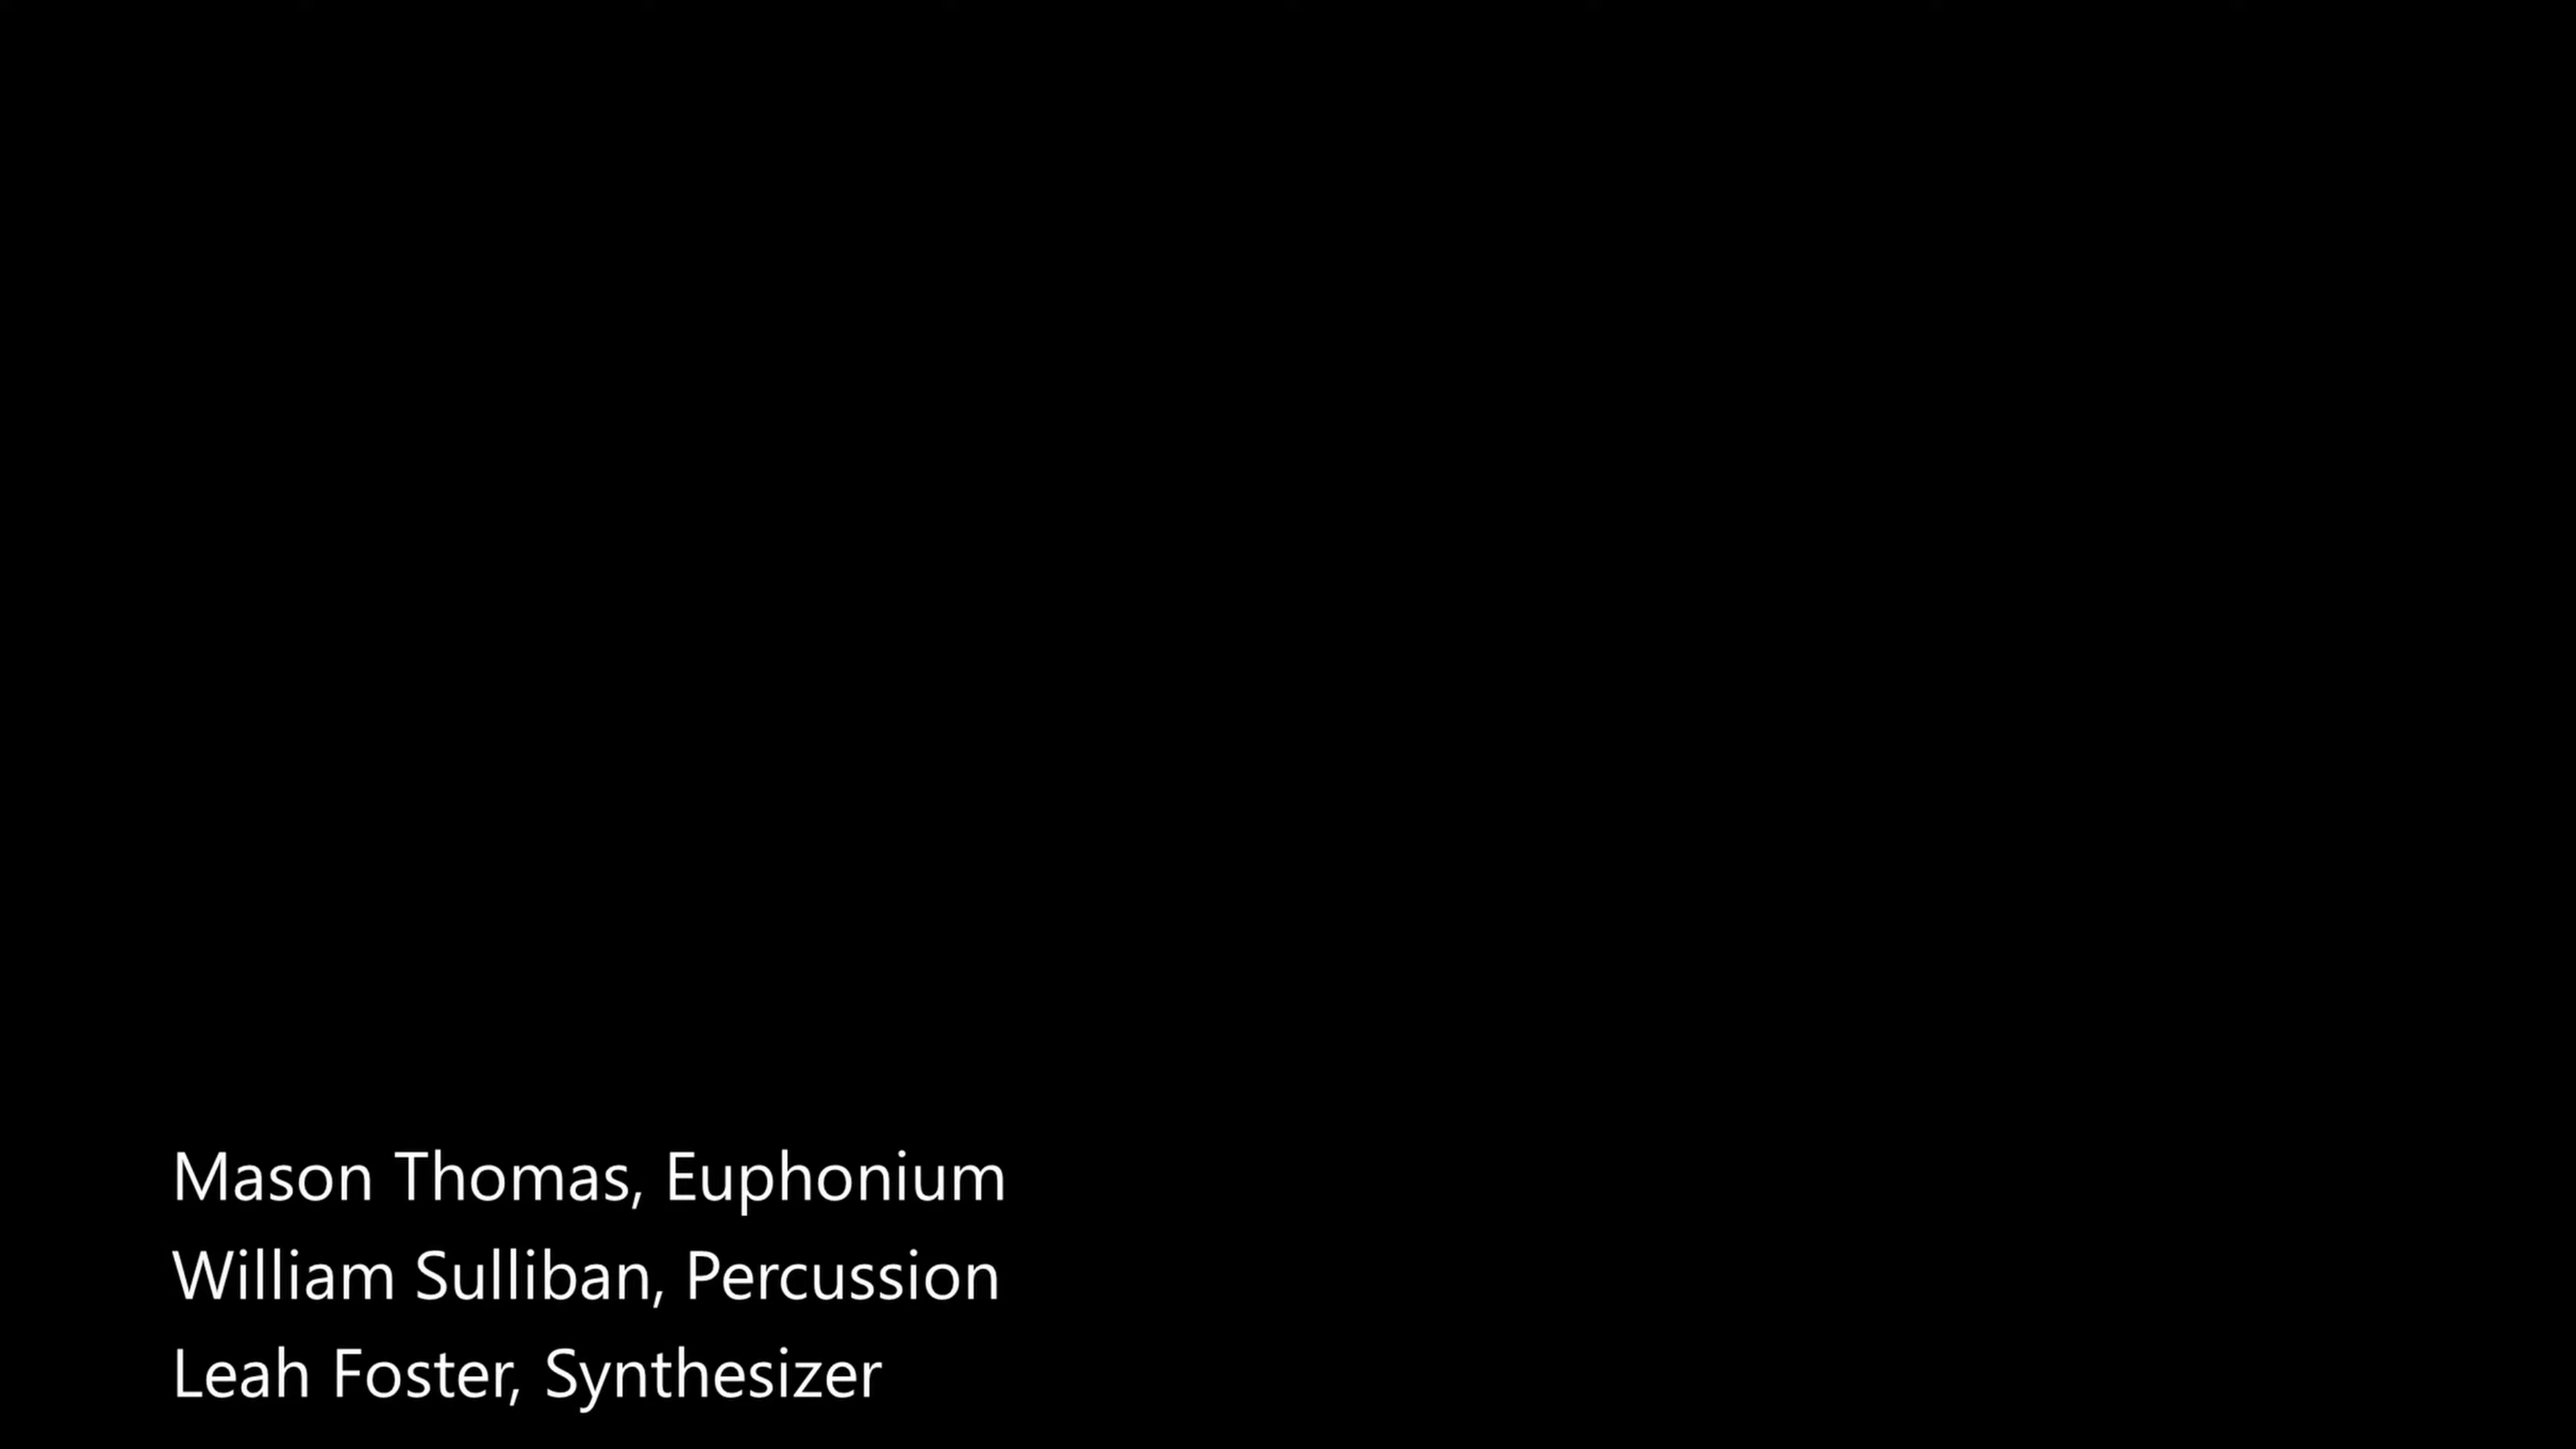 Mason Thomas, Euphonium
William Sulliban, Percussion
Leah Foster, Synthesizer